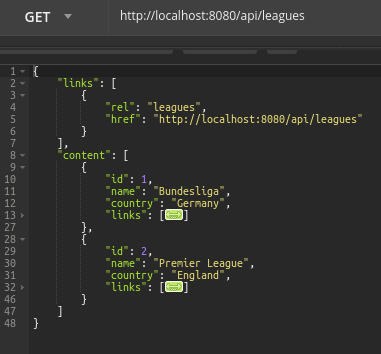 GET http://localhost:8080/api/leagues
1 {
2 "links": [
3 {
4 "rel": "leagues",
5 "href": "http://localhost:8080/api/leagues"
6 }
7 ],
8 "content": [
9 {
10 "id": 1,
11 "name": "Bundesliga",
12 "country": "Germany",
13 "links": [↔]
27 },
28 {
29 "id": 2,
30 "name": "Premier League",
31 "country": "England",
32 "links": [↔]
46 }
47 ]
48 }